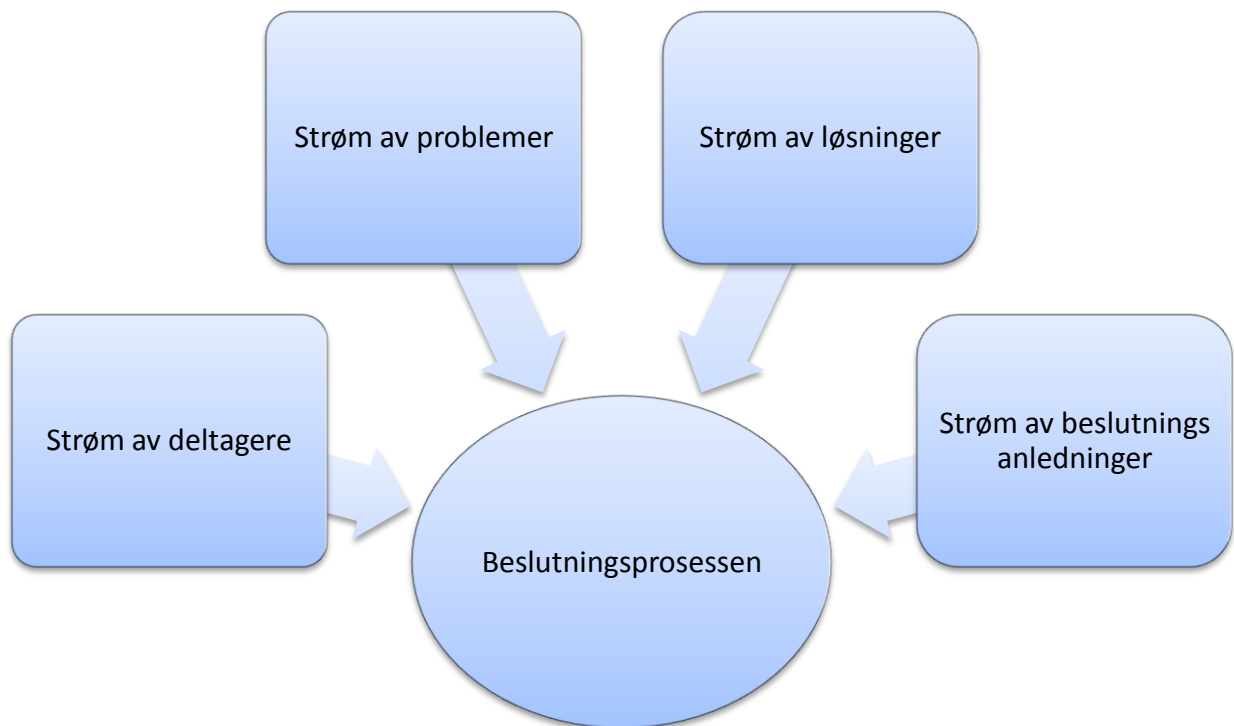 Strøm av problemer
Strøm av løsninger
Strøm av deltagere
Strøm av beslutnings
anledninger
Beslutningsprosessen